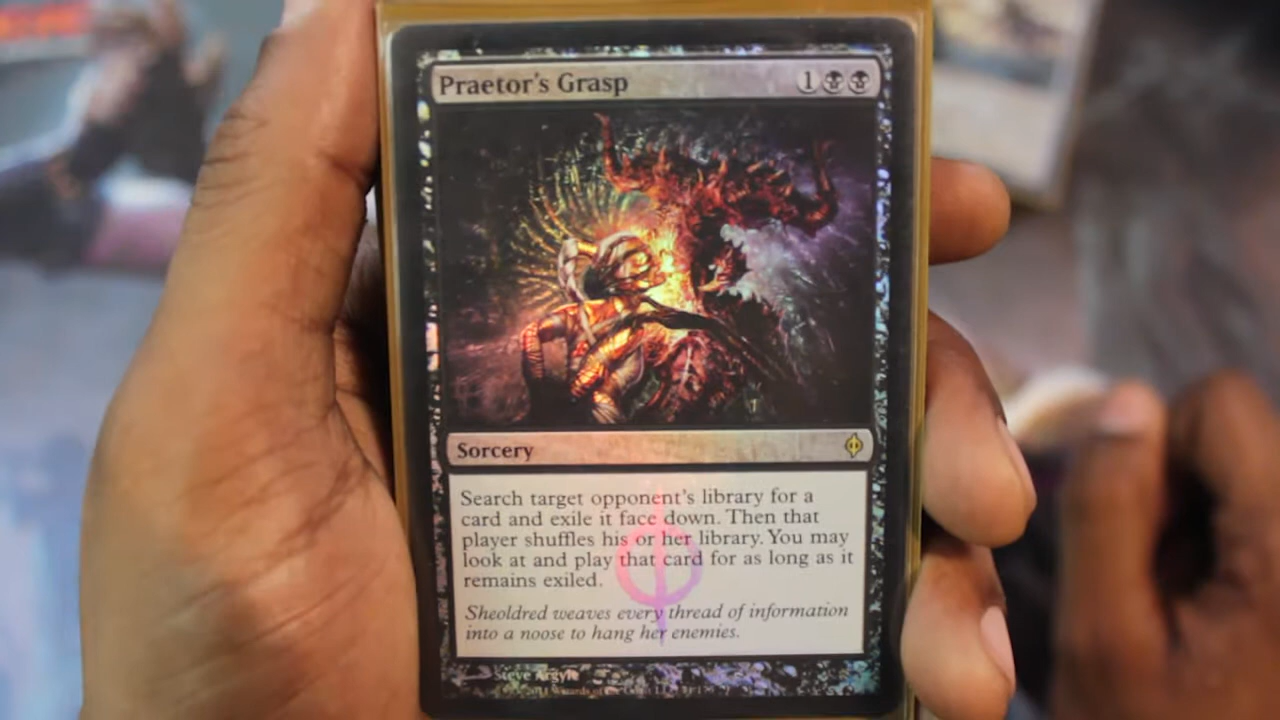 Praetor's Grasp
1
Sorcery
Search target opponent's library for a
card and exile it face down. Then that
player shuffles his or her library. You may
look at and play that card for as long as it
remains exiled.
Sheoldred weaves every thread of information
into a noose to hang her enemies.
Steve Argyle